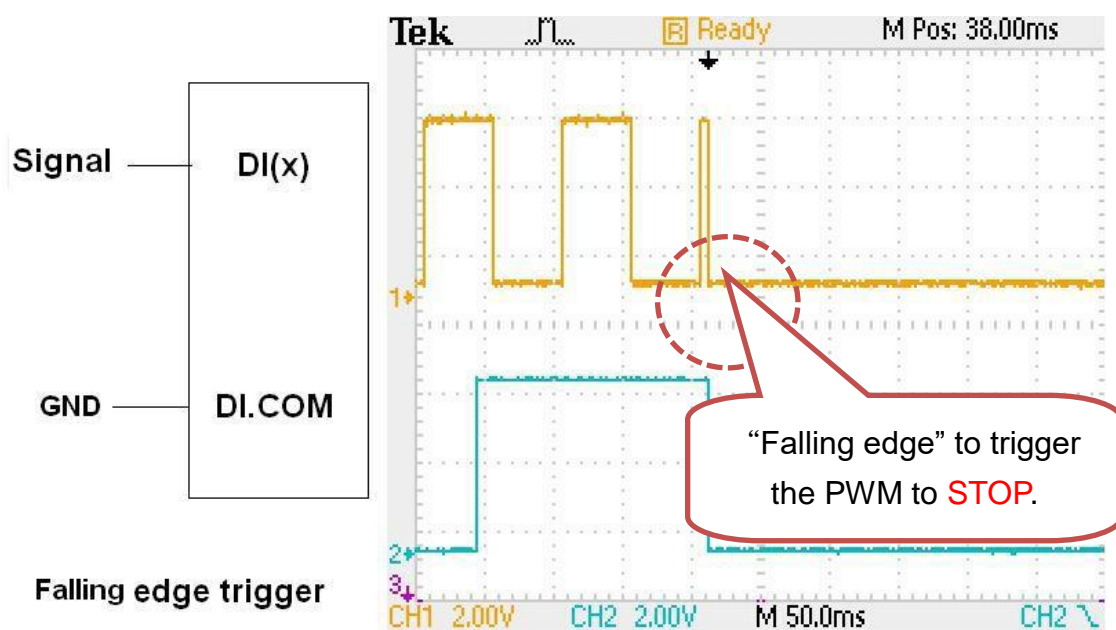 Tek R Ready M Pos: 38.00ms
Signal DI(x)
1
GND DI.COM
“Falling edge” to trigger
the PWM to STOP.
2
3
Falling edge trigger
CH1 2.00V CH2 2.00V M 50.0ms CH2